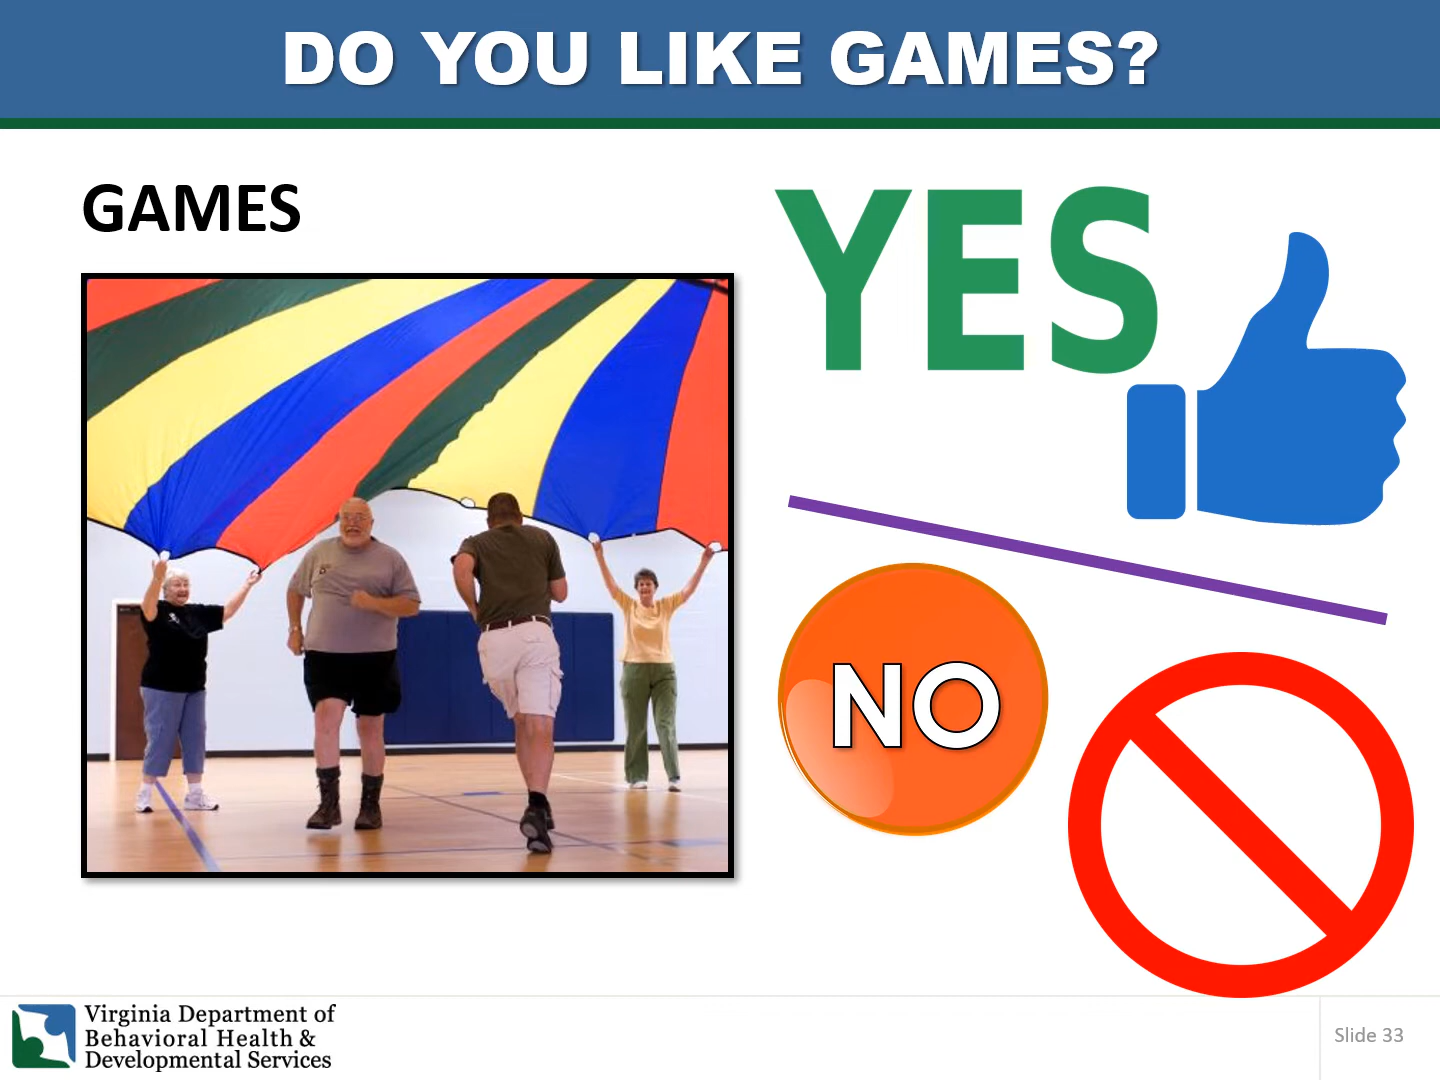 DO YOU LIKE GAMES?
GAMES
YES
NO
Virginia Department of
Behavioral Health &
Developmental Services
Slide 33